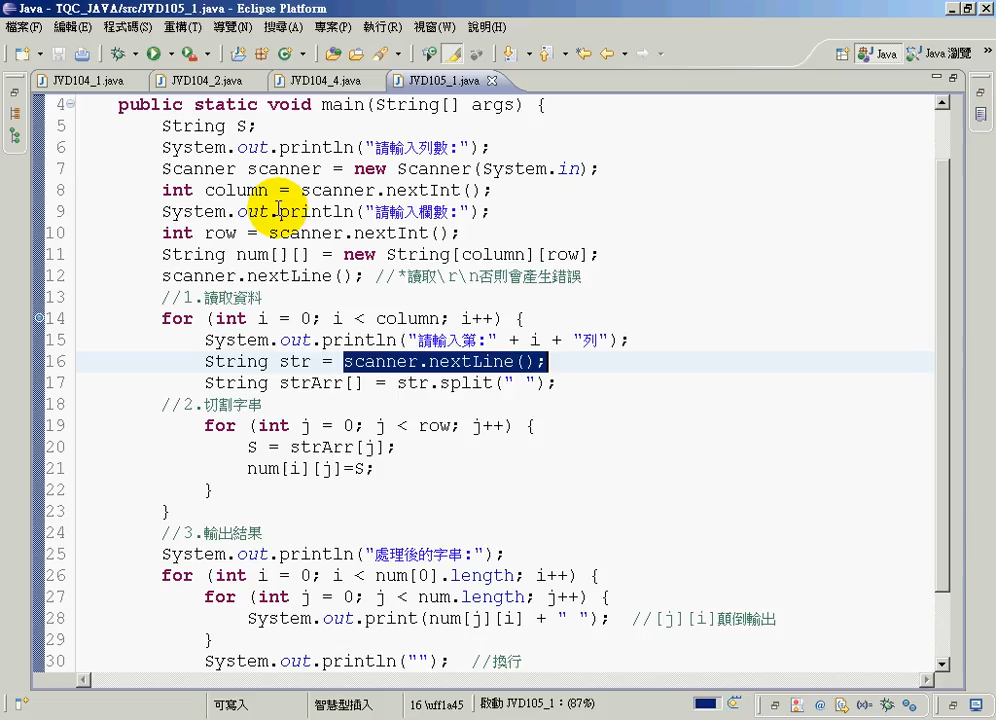 Java - TQC_JAVA/src/JVD105_1.java - Eclipse Platform
檔案(F) 編輯(E) 程式碼(S) 重構(T) 導覽(N) 搜尋(A) 專案(P) 執行(R) 視窗(W) 說明(H)
Java Java 瀏覽 »
JVD104_1.java JVD104_2.java JVD104_4.java JVD105_1.java
4 public static void main(String[] args) {
5 String S;
6 System.out.println("請輸入列數:");
7 Scanner scanner = new Scanner(System.in);
8 int column = scanner.nextInt();
9 System.out.println("請輸入欄數:");
10 int row = scanner.nextInt();
11 String num[][] = new String[column][row];
12 scanner.nextLine(); //*讀取\r\n否則會產生錯誤
13 //1.讀取資料
14 for (int i = 0; i < column; i++) {
15 System.out.println("請輸入第:" + i + "列");
16 String str = scanner.nextLine();
17 String strArr[] = str.split(" ");
18 //2.切割字串
19 for (int j = 0; j < row; j++) {
20 S = strArr[j];
21 num[i][j]=S;
22 }
23 }
24 //3.輸出結果
25 System.out.println("處理後的字串:");
26 for (int i = 0; i < num[0].length; i++) {
27 for (int j = 0; j < num.length; j++) {
28 System.out.print(num[j][i] + " "); //[j][i]顛倒輸出
29 }
30 System.out.println(""); //換行
可寫入 智慧型插入 16 \uff1a45 啟動 JVD105_1：(87%)